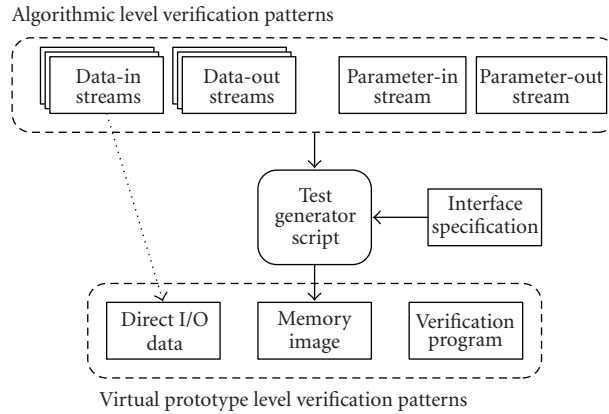 Algorithmic level verification patterns
Data-in
streams
Data-out
streams
Parameter-in
stream
Parameter-out
stream
Test
generator
script
Interface
specification
Direct I/O
data
Memory
image
Verification
program
Virtual prototype level verification patterns